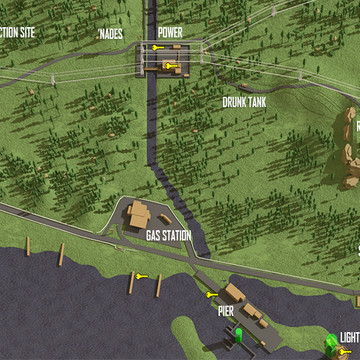 CTION SITE
'NADES
POWER
DRUNK TANK
GAS STATION
PIER
LIGHT